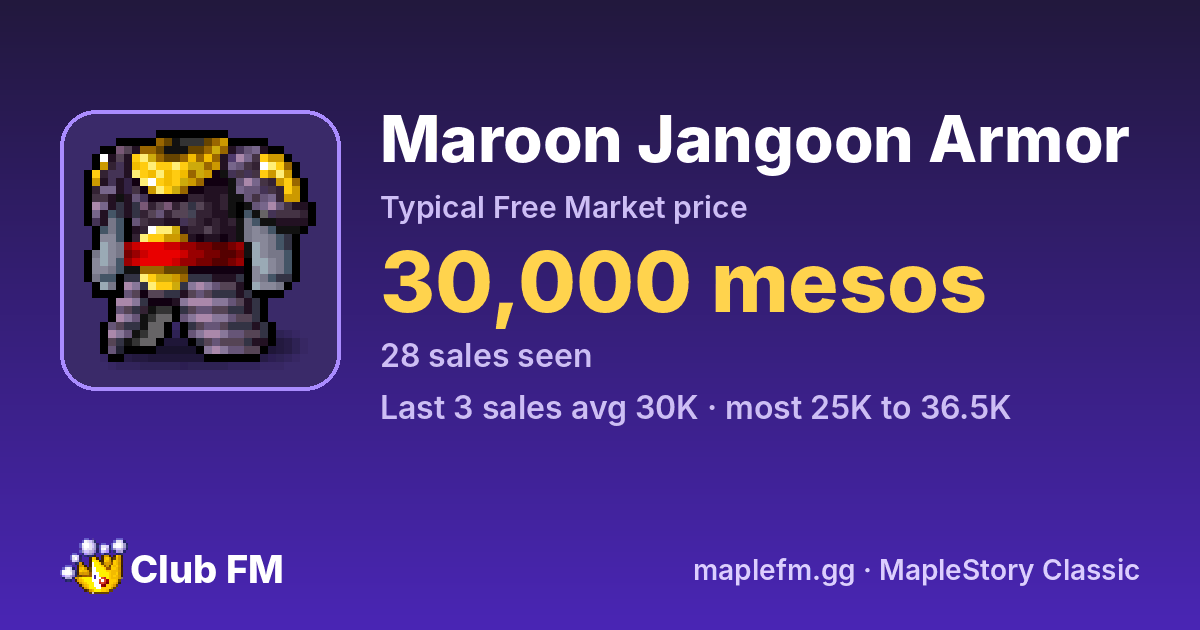 Maroon Jangoon Armor
Typical Free Market price
30,000 mesos
28 sales seen
Last 3 sales avg 30K · most 25K to 36.5K
Club FM
maplefm.gg · MapleStory Classic